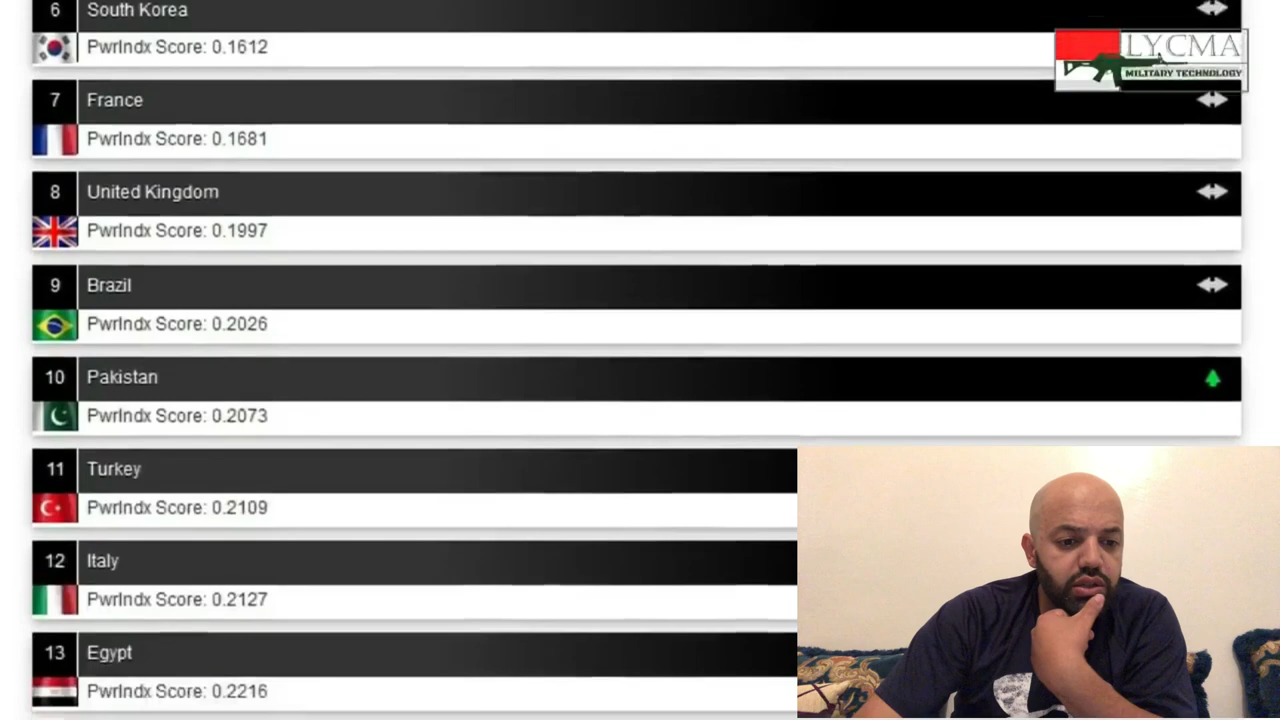 6 South Korea
PwrIndx Score: 0.1612
LYCMA
MILITARY TECHNOLOGY
7 France
PwrIndx Score: 0.1681
8 United Kingdom
PwrIndx Score: 0.1997
9 Brazil
PwrIndx Score: 0.2026
10 Pakistan
PwrIndx Score: 0.2073
11 Turkey
PwrIndx Score: 0.2109
12 Italy
PwrIndx Score: 0.2127
13 Egypt
PwrIndx Score: 0.2216